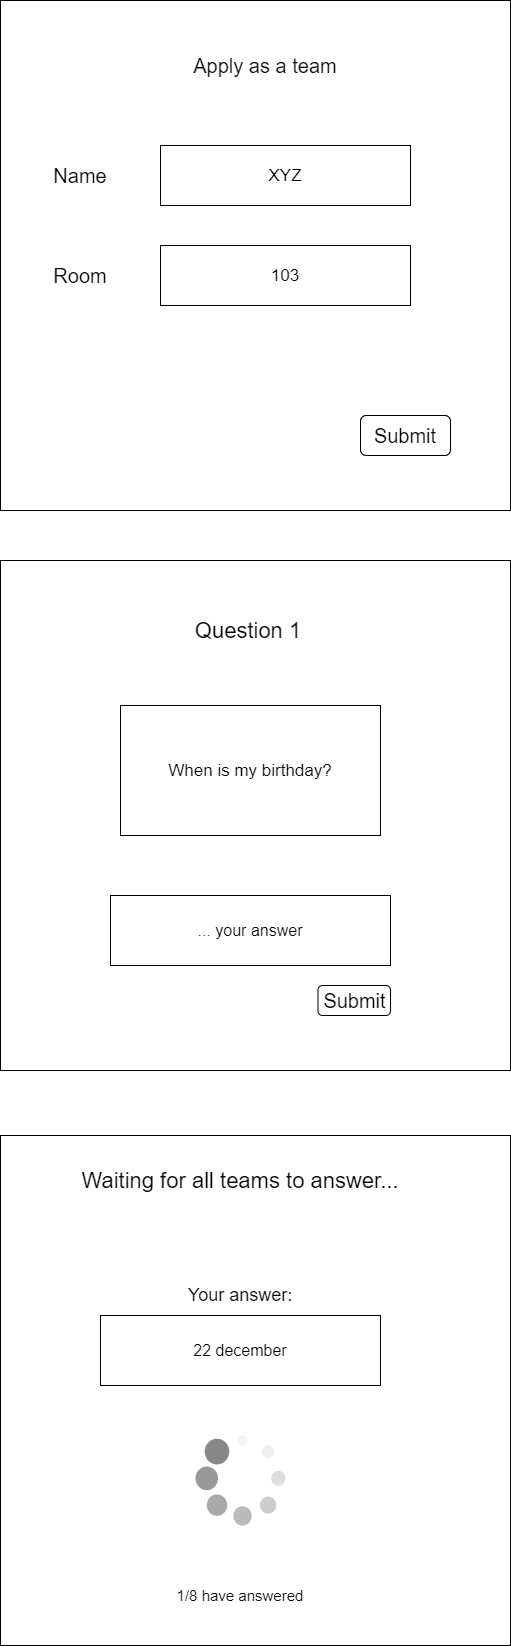 Apply as a team
Name
XYZ
Room
103
Submit
Question 1
When is my birthday?
... your answer
Submit
Waiting for all teams to answer...
Your answer:
22 december
1/8 have answered